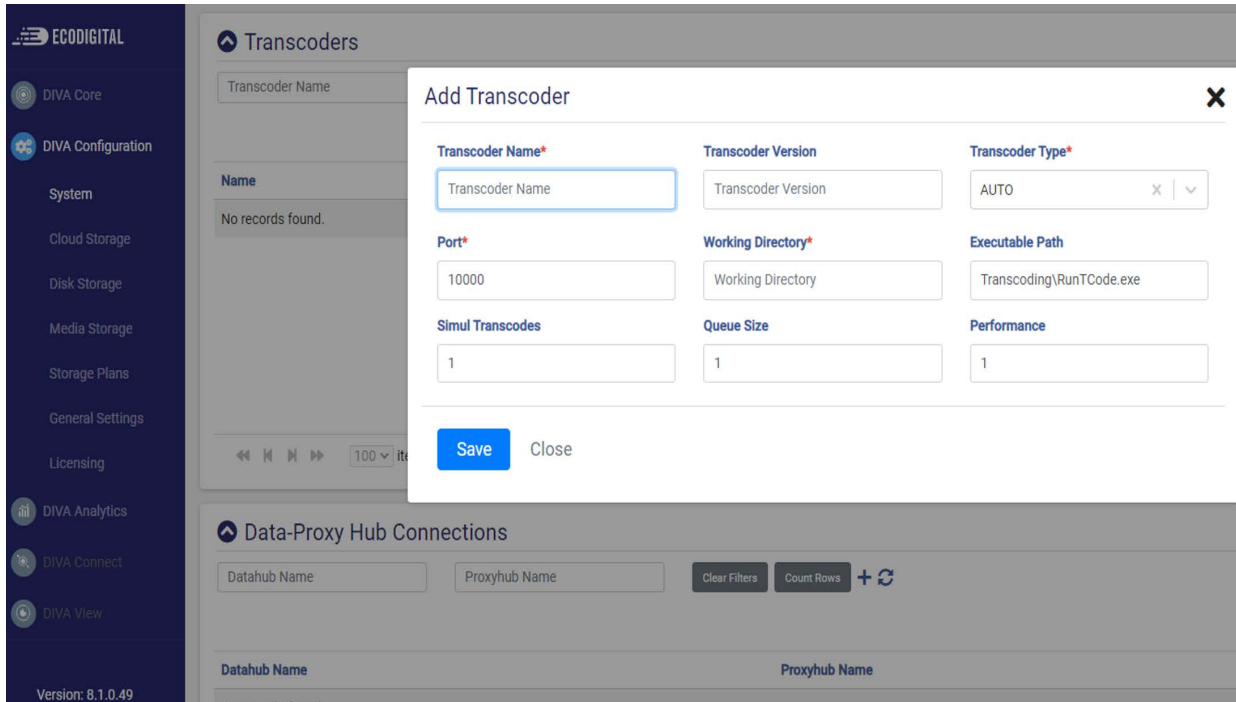 ECODIGITAL
DIVA Core
DIVA Configuration
System
Cloud Storage
Disk Storage
Media Storage
Storage Plans
General Settings
Licensing
DIVA Analytics
DIVA Connect
DIVA View
Version: 8.1.0.49
Transcoders
Transcoder Name
Name
No records found.
100
Add Transcoder
Transcoder Name* Transcoder Version Transcoder Type*
Transcoder Name Transcoder Version AUTO
Port* Working Directory* Executable Path
10000 Working Directory Transcoding\RunTCode.exe
Simul Transcodes Queue Size Performance
1 1 1
Save Close
Data-Proxy Hub Connections
Datahub Name Proxyhub Name Clear Filters Count Rows
Datahub Name Proxyhub Name